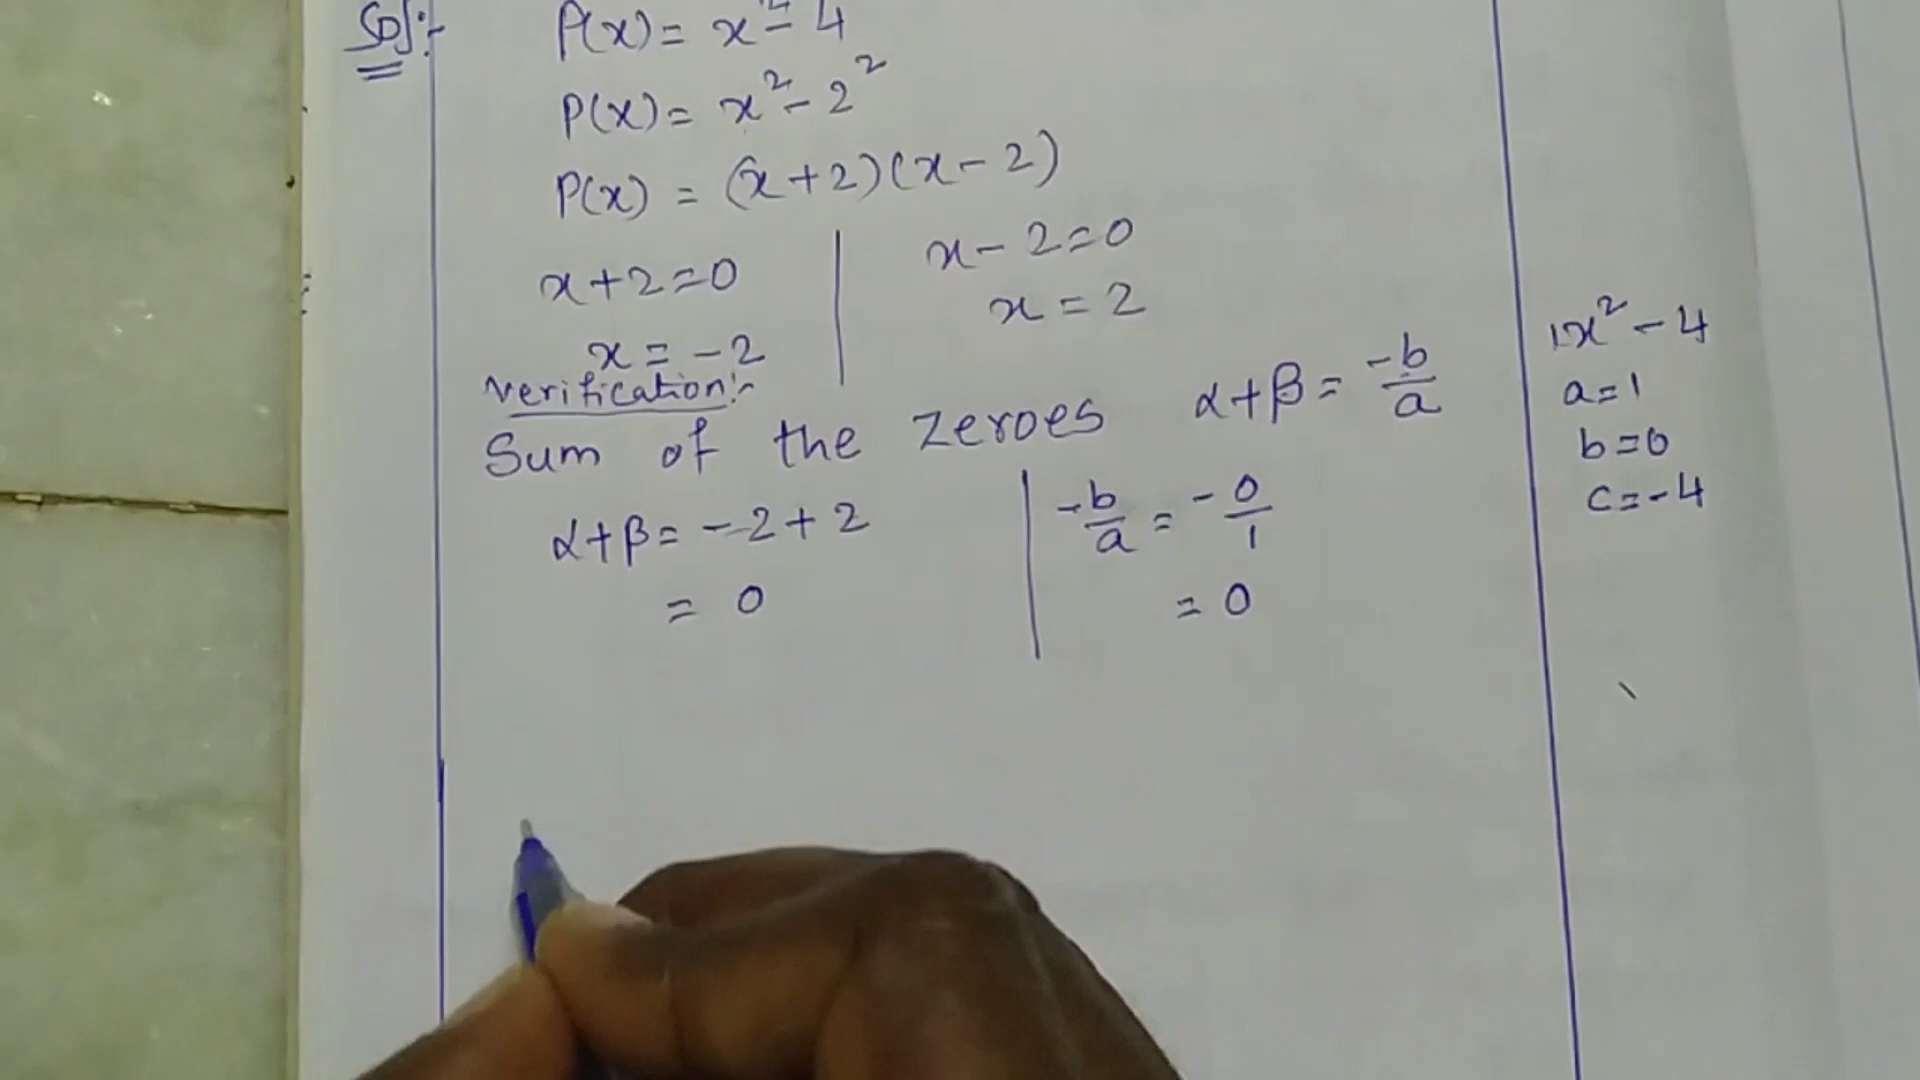 Sol:-
P(x) = x² - 4
P(x) = x² - 2²
P(x) = (x+2)(x-2)
x+2=0
x = -2
x-2=0
x = 2
Verification:-
Sum of the zeroes α+β = -b/a
α+β = -2+2
= 0
-b/a = -0/1
= 0
1x² - 4
a=1
b=0
c=-4